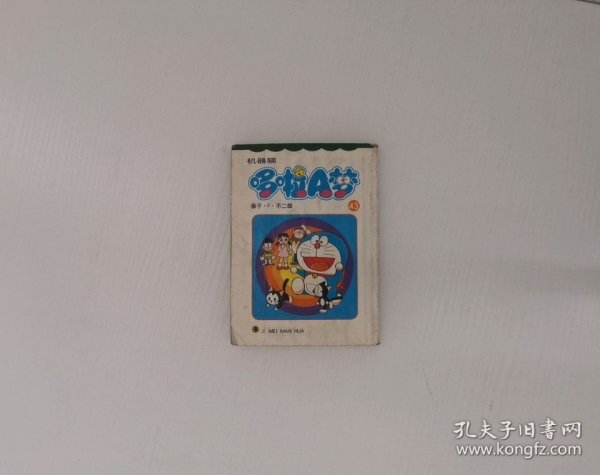 机器猫
哆啦A梦
藤子·F·不二雄
43
JI MEI MAN HUA
孔夫子旧书网
kongfz.com